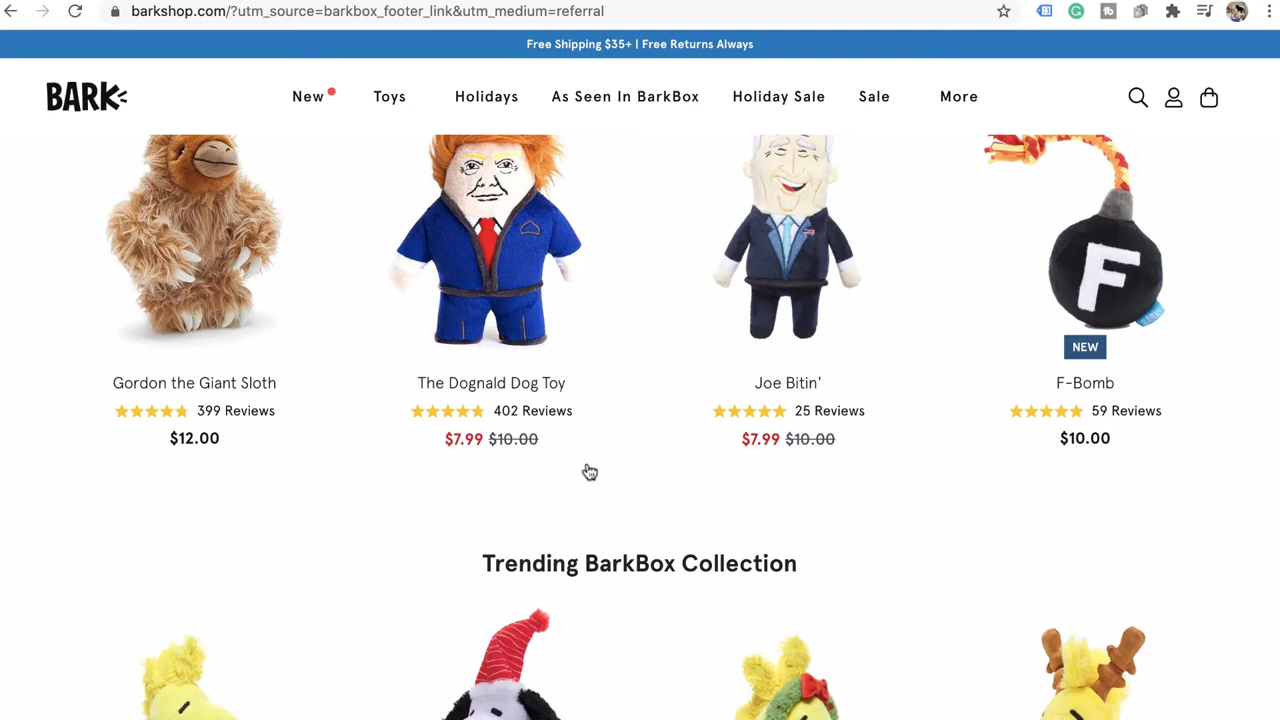 barkshop.com/?utm_source=barkbox_footer_link&utm_medium=referral
Free Shipping $35+ | Free Returns Always
BARK
New
Toys
Holidays
As Seen In BarkBox
Holiday Sale
Sale
More
F
NEW
Gordon the Giant Sloth
The Dognald Dog Toy
Joe Bitin'
F-Bomb
399 Reviews
402 Reviews
25 Reviews
59 Reviews
$12.00
$7.99 $10.00
$7.99 $10.00
$10.00
Trending BarkBox Collection